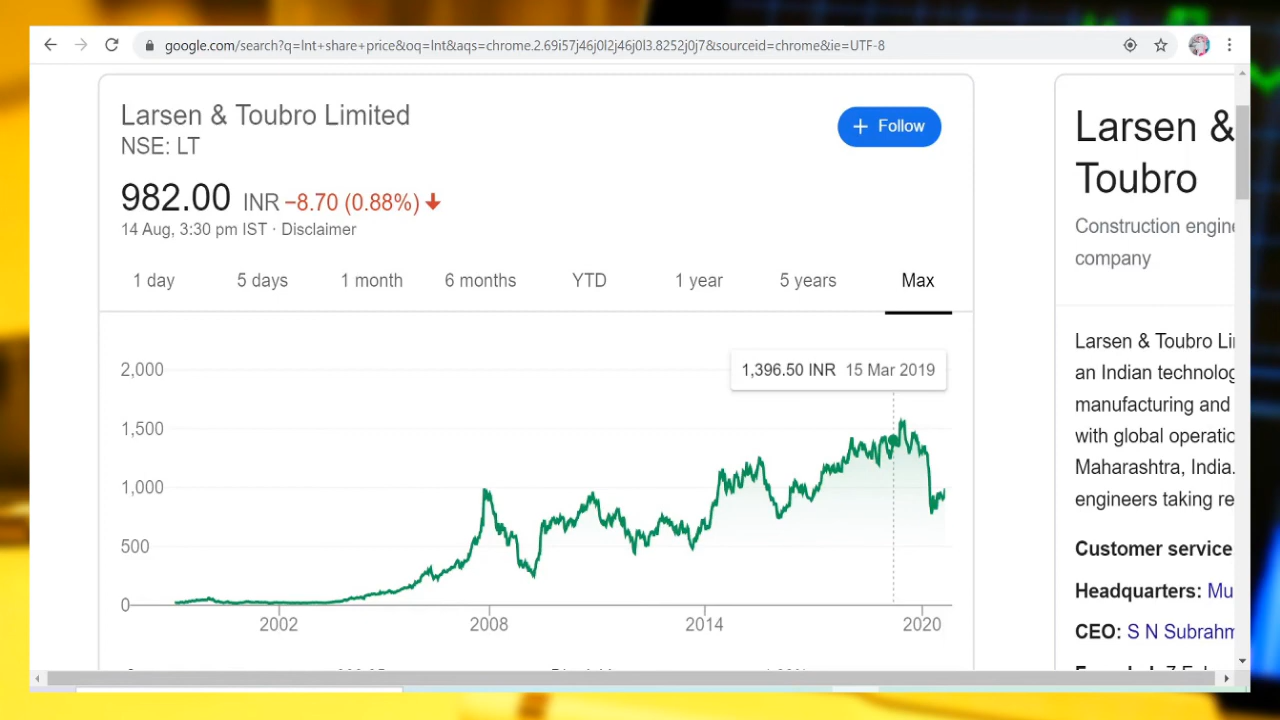 google.com/search?q=lnt+share+price&oq=lnt&aqs=chrome.2.69i57j46j0l2j46j0l3.8252j0j7&sourceid=chrome&ie=UTF-8
Larsen & Toubro Limited
NSE: LT
+ Follow
982.00 INR −8.70 (0.88%)
14 Aug, 3:30 pm IST · Disclaimer
1 day 5 days 1 month 6 months YTD 1 year 5 years Max
1,396.50 INR 15 Mar 2019
2,000
1,500
1,000
500
0
2002 2008 2014 2020
Larsen &
Toubro
Construction engine
company
Larsen & Toubro Li
an Indian technolog
manufacturing and
with global operatio
Maharashtra, India.
engineers taking re
Customer service
Headquarters: Mu
CEO: S N Subrahm